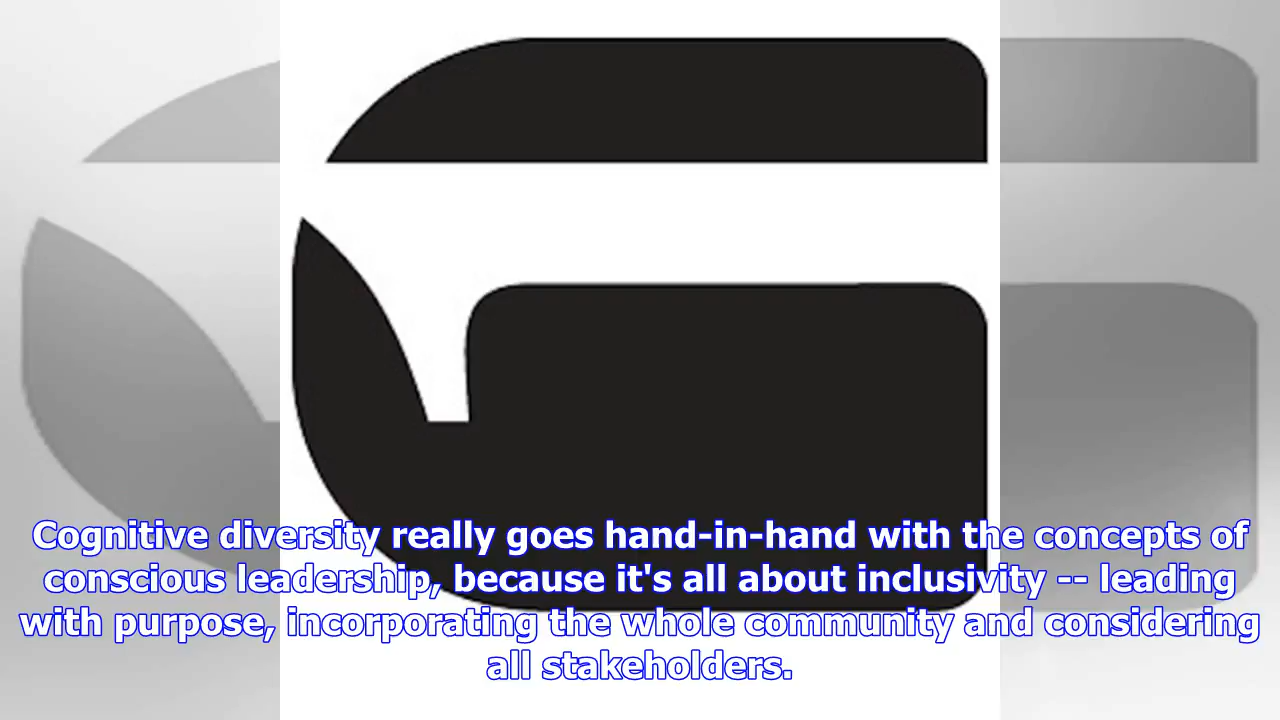 Cognitive diversity really goes hand-in-hand with the concepts of
conscious leadership, because it's all about inclusivity -- leading
with purpose, incorporating the whole community and considering
all stakeholders.